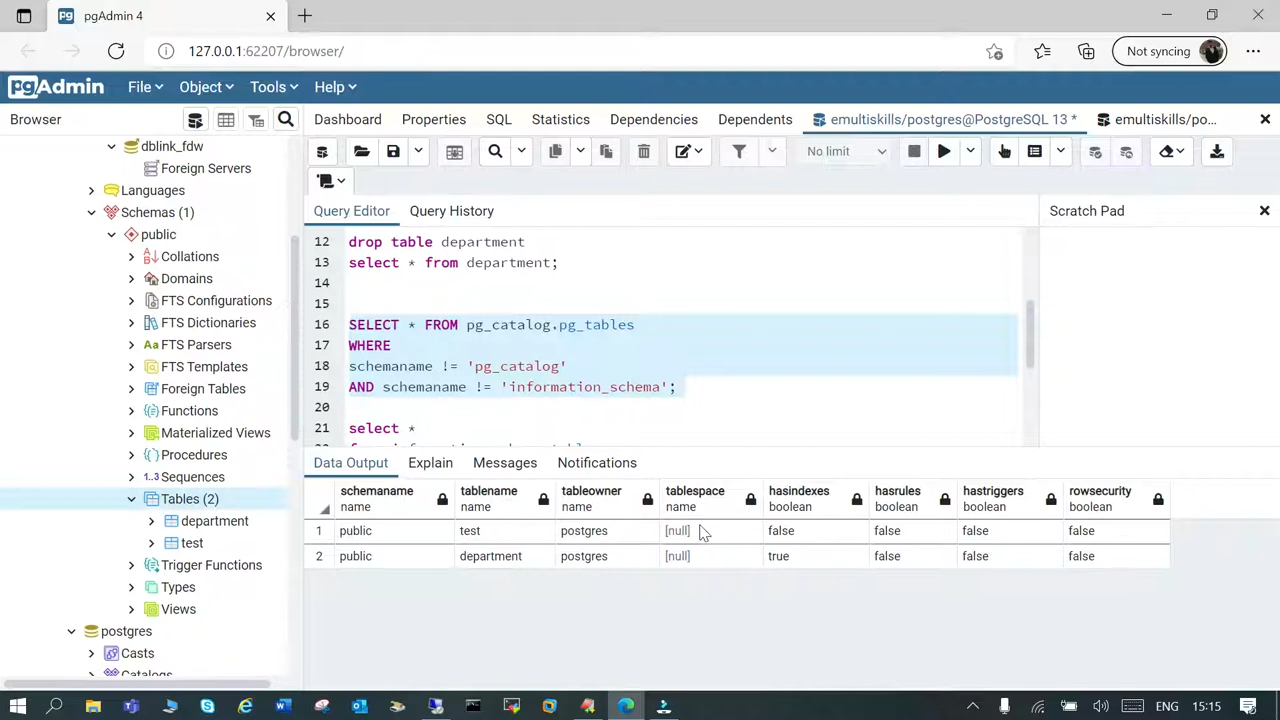 pgAdmin 4
127.0.0.1:62207/browser/
Not syncing
pgAdmin
File
Object
Tools
Help
Browser
Dashboard
Properties
SQL
Statistics
Dependencies
Dependents
emultiskills/postgres@PostgreSQL 13 *
emultiskills/po...
No limit
Query Editor
Query History
Scratch Pad
dblink_fdw
Foreign Servers
Languages
Schemas (1)
public
Collations
Domains
FTS Configurations
FTS Dictionaries
FTS Parsers
FTS Templates
Foreign Tables
Functions
Materialized Views
Procedures
1..3 Sequences
Tables (2)
department
test
Trigger Functions
Types
Views
postgres
Casts
Catalogs
12 drop table department
13 select * from department;
14
15
16 SELECT * FROM pg_catalog.pg_tables
17 WHERE
18 schemaname != 'pg_catalog'
19 AND schemaname != 'information_schema';
20
21 select *
Data Output
Explain
Messages
Notifications
schemaname tablename tableowner tablespace hasindexes hasrules hastriggers rowsecurity
name name name name boolean boolean boolean boolean
1 public test postgres [null] false false false false
2 public department postgres [null] true false false false
ENG 15:15